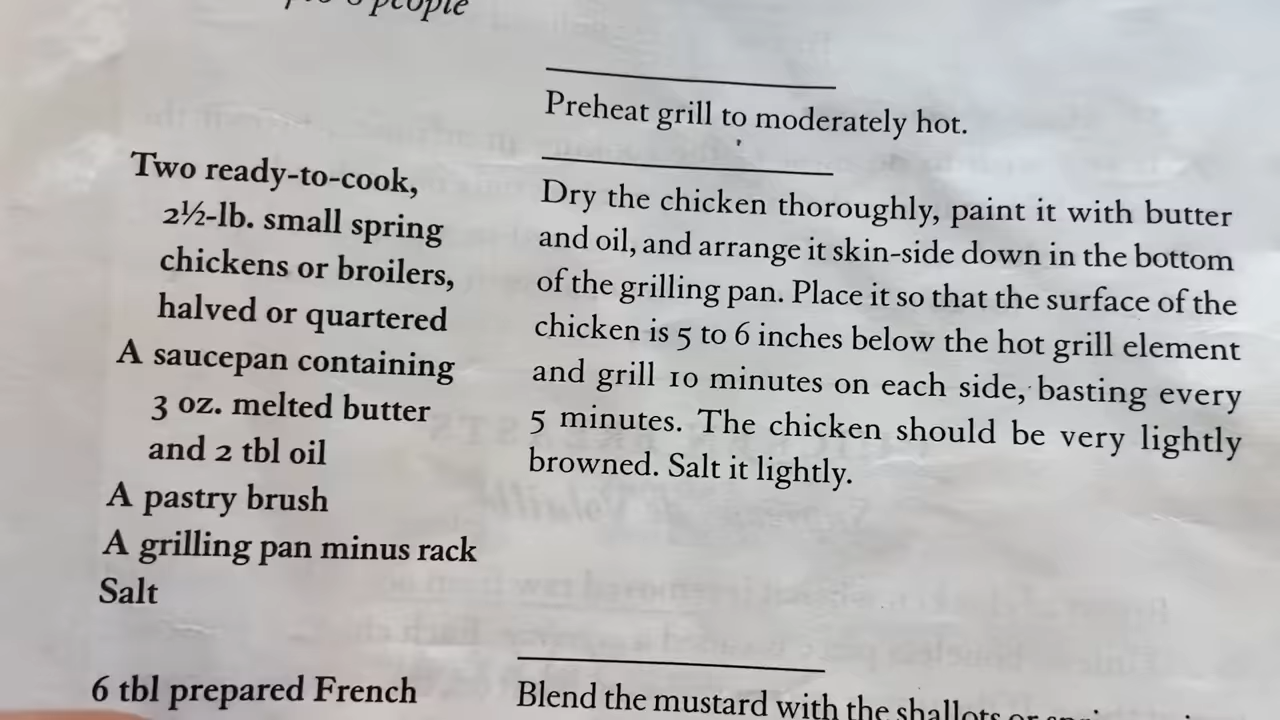 people
Preheat grill to moderately hot.
Two ready-to-cook,
2½-lb. small spring
chickens or broilers,
halved or quartered
A saucepan containing
3 oz. melted butter
and 2 tbl oil
A pastry brush
A grilling pan minus rack
Salt
Dry the chicken thoroughly, paint it with butter
and oil, and arrange it skin-side down in the bottom
of the grilling pan. Place it so that the surface of the
chicken is 5 to 6 inches below the hot grill element
and grill 10 minutes on each side, basting every
5 minutes. The chicken should be very lightly
browned. Salt it lightly.
6 tbl prepared French
Blend the mustard with the shallots or